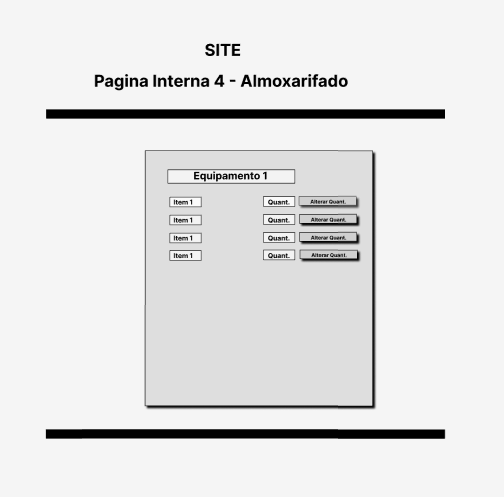 SITE
Pagina Interna 4 - Almoxarifado
Equipamento 1
Item 1 Quant. Alterar Quant.
Item 1 Quant. Alterar Quant.
Item 1 Quant. Alterar Quant.
Item 1 Quant. Alterar Quant.